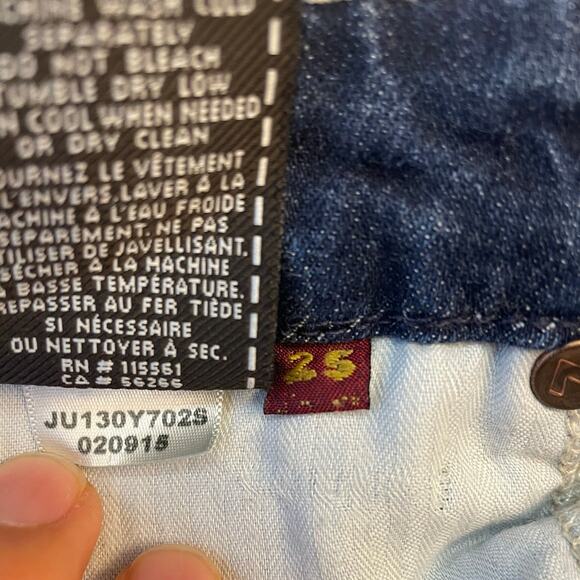 WASH COLD
SEPARATELY
DO NOT BLEACH
TUMBLE DRY LOW
COOL WHEN NEEDED
OR DRY CLEAN
LE VÊTEMENT
L'ENVERS. LAVER À LA
MACHINE À L'EAU FROIDE
SÉPARÉMENT. NE PAS
UTILISER DE JAVELLISANT.
SÉCHER À LA MACHINE
À BASSE TEMPÉRATURE.
REPASSER AU FER TIÈDE
SI NÉCESSAIRE
OU NETTOYER À SEC.
RN # 115561
CA # 56266
25
JU130Y702S
020915